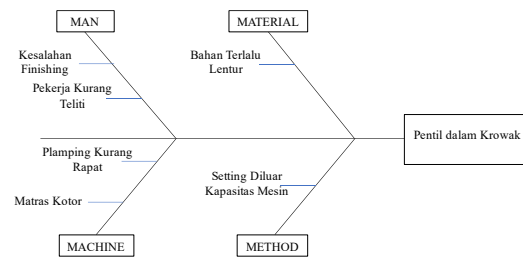 MAN
MATERIAL
Kesalahan
Finishing
Bahan Terlalu
Lentur
Pekerja Kurang
Teliti
Pentil dalam Krowak
Plamping Kurang
Rapat
Setting Diluar
Kapasitas Mesin
Matras Kotor
MACHINE
METHOD